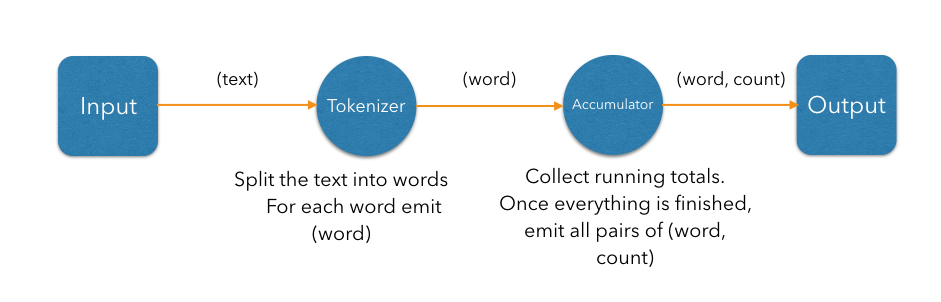 Input
(text)
Tokenizer
(word)
Accumulator
(word, count)
Output
Split the text into words
For each word emit
(word)
Collect running totals.
Once everything is finished,
emit all pairs of (word,
count)